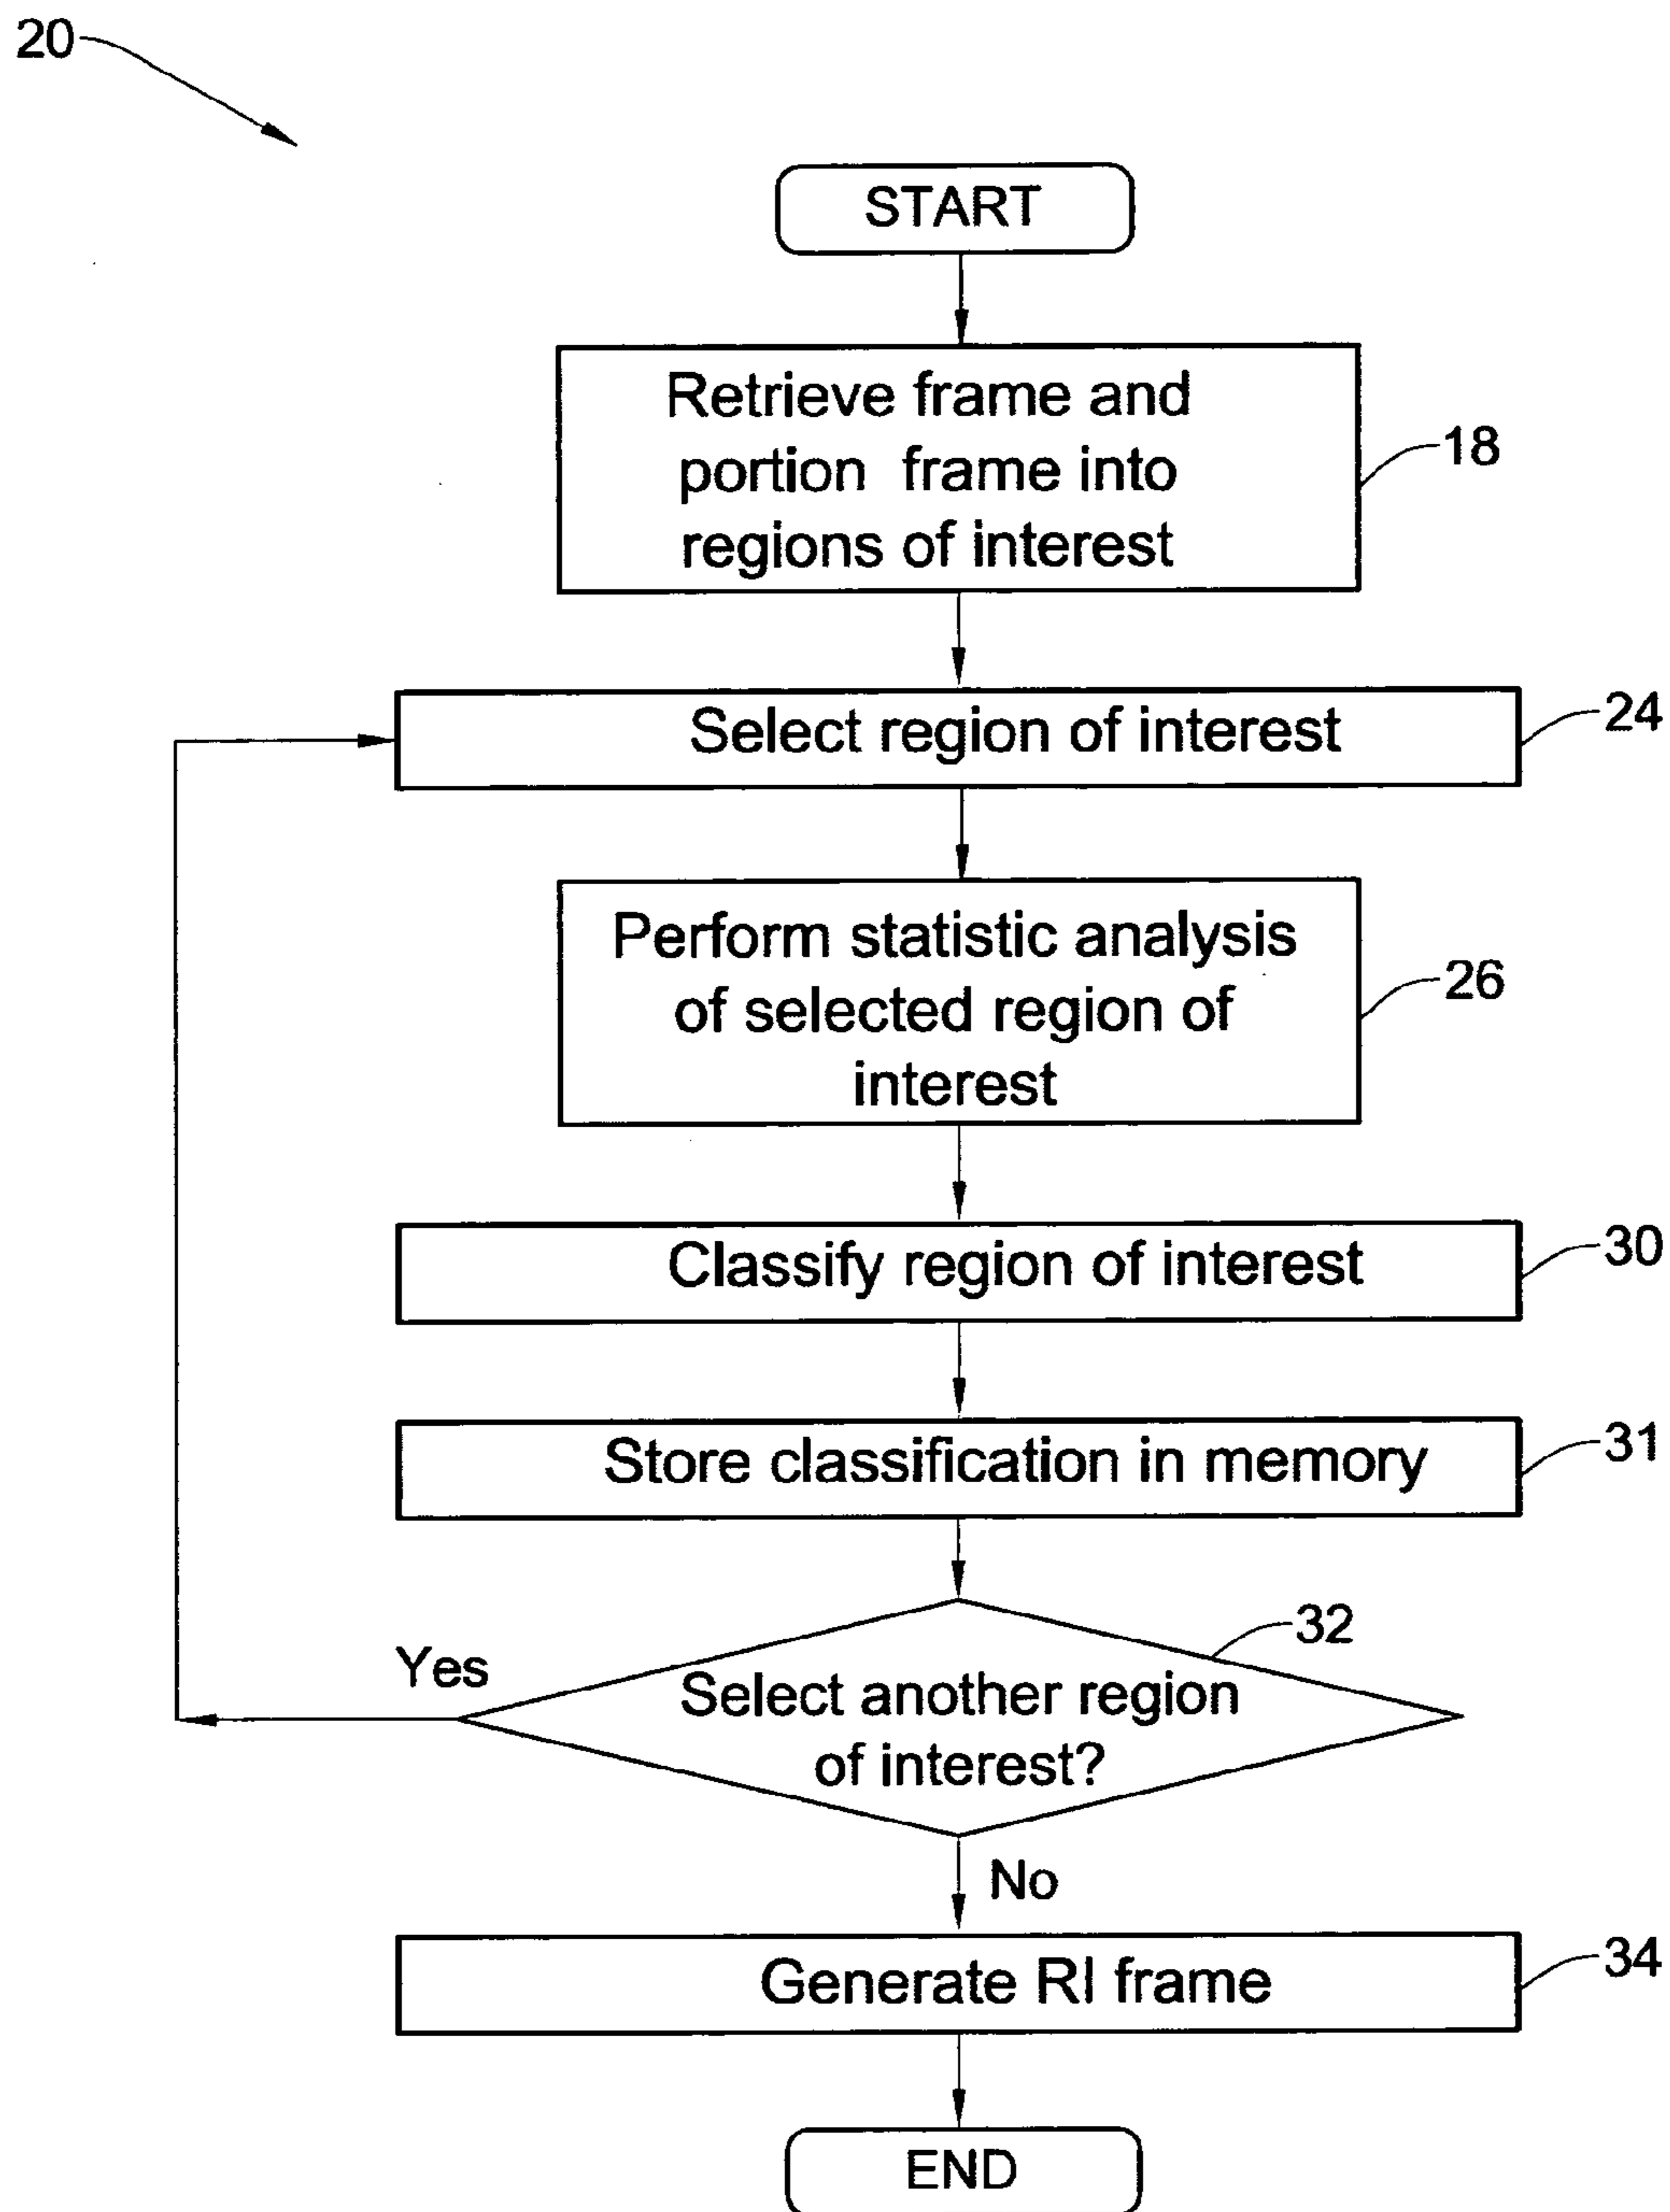 20
START
Retrieve frame and
portion frame into
regions of interest
18
Select region of interest
24
Perform statistic analysis
of selected region of
interest
26
Classify region of interest
30
Store classification in memory
31
32
Yes
Select another region
of interest?
No
Generate RI frame
34
END